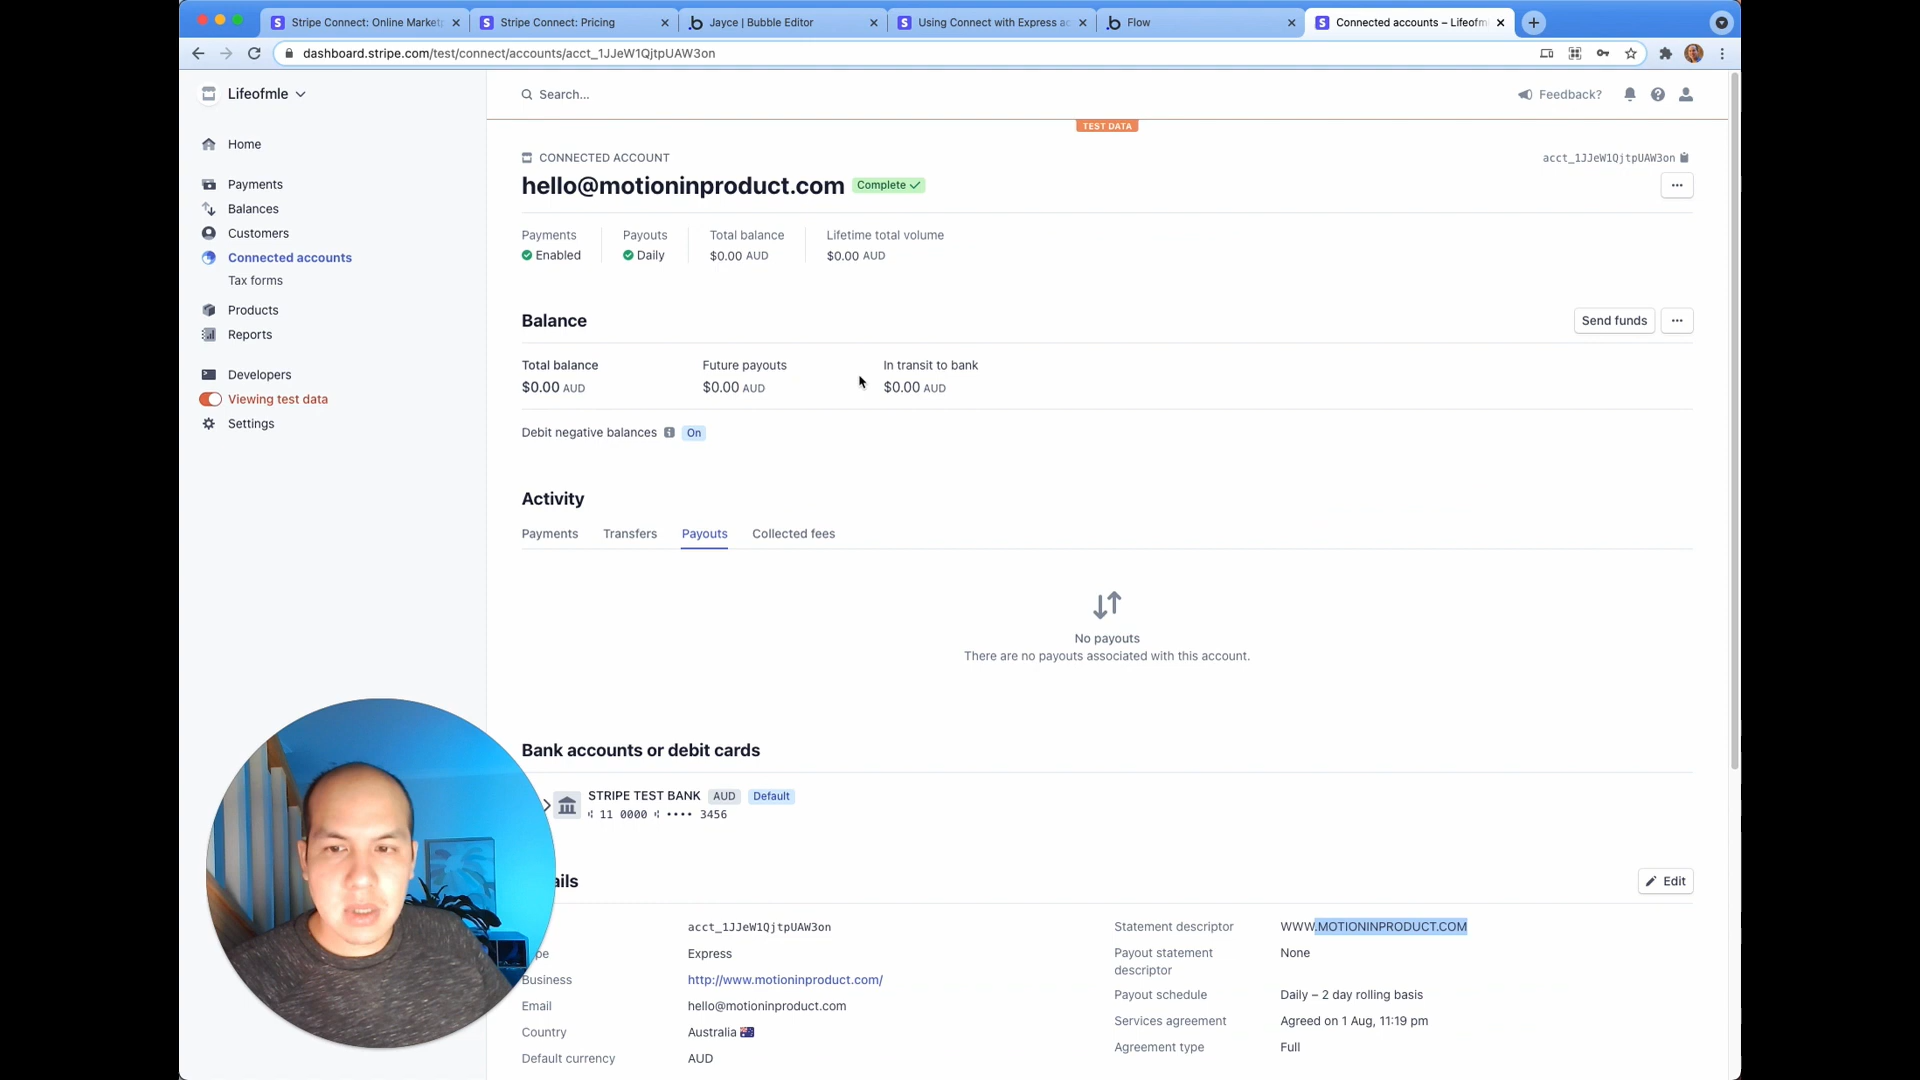 Stripe Connect: Online Market
Stripe Connect: Pricing
Jayce | Bubble Editor
Using Connect with Express ac
Flow
Connected accounts – Lifeofm
dashboard.stripe.com/test/connect/accounts/acct_1JJeW1QjtpUAW3on
Lifeofmle
Search...
Feedback?
TEST DATA
Home
Payments
Balances
Customers
Connected accounts
Tax forms
Products
Reports
Developers
Viewing test data
Settings
CONNECTED ACCOUNT
acct_1JJeW1QjtpUAW3on
hello@motioninproduct.com Complete
Payments Payouts Total balance Lifetime total volume
Enabled Daily $0.00 AUD $0.00 AUD
Balance
Send funds
Total balance Future payouts In transit to bank
$0.00 AUD $0.00 AUD $0.00 AUD
Debit negative balances On
Activity
Payments Transfers Payouts Collected fees
No payouts
There are no payouts associated with this account.
Bank accounts or debit cards
STRIPE TEST BANK AUD Default
⑆ 11 0000 ⑆ •••• 3456
ails
Edit
acct_1JJeW1QjtpUAW3on
pe Express
Business http://www.motioninproduct.com/
Email hello@motioninproduct.com
Country Australia
Default currency AUD
Statement descriptor WWW.MOTIONINPRODUCT.COM
Payout statement None
descriptor
Payout schedule Daily – 2 day rolling basis
Services agreement Agreed on 1 Aug, 11:19 pm
Agreement type Full